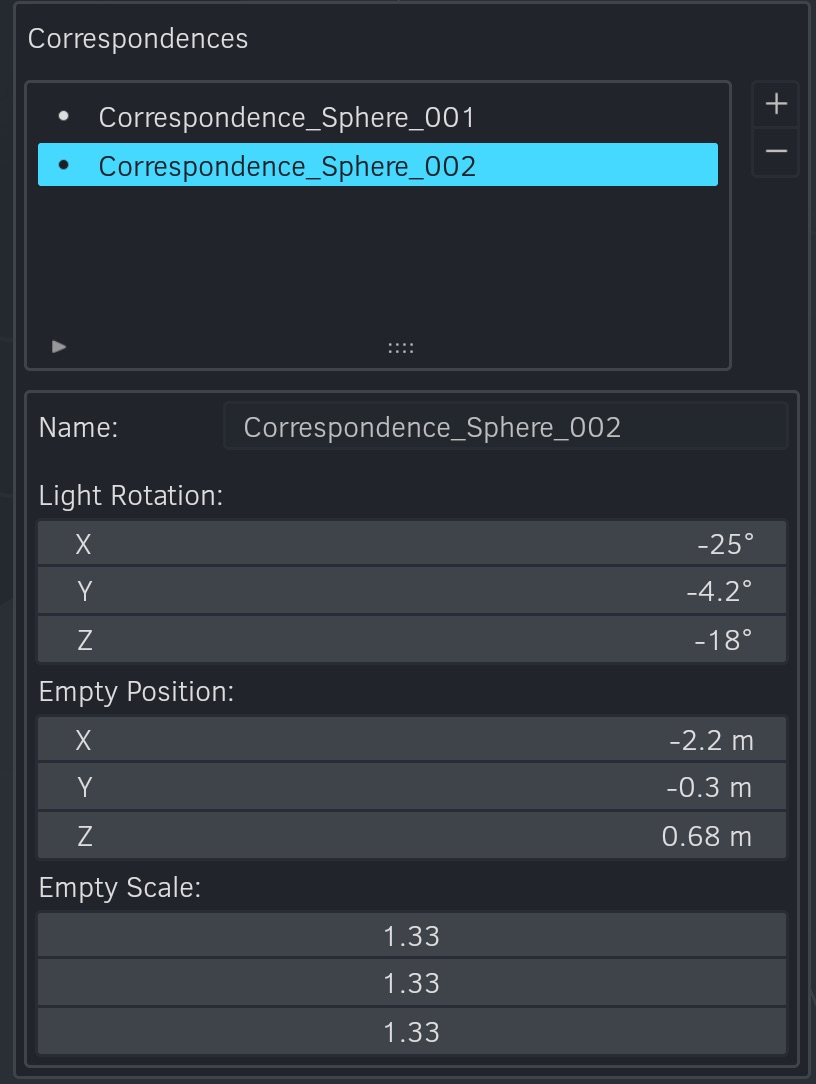 Correspondences
Correspondence_Sphere_001
Correspondence_Sphere_002
Name: Correspondence_Sphere_002
Light Rotation:
X -25°
Y -4.2°
Z -18°
Empty Position:
X -2.2 m
Y -0.3 m
Z 0.68 m
Empty Scale:
1.33
1.33
1.33